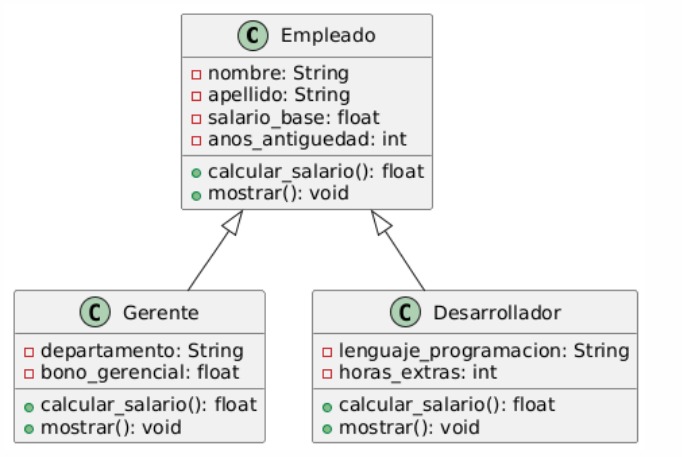 C Empleado
nombre: String
apellido: String
salario_base: float
anos_antiguedad: int
calcular_salario(): float
mostrar(): void
C Gerente
departamento: String
bono_gerencial: float
calcular_salario(): float
mostrar(): void
C Desarrollador
lenguaje_programacion: String
horas_extras: int
calcular_salario(): float
mostrar(): void